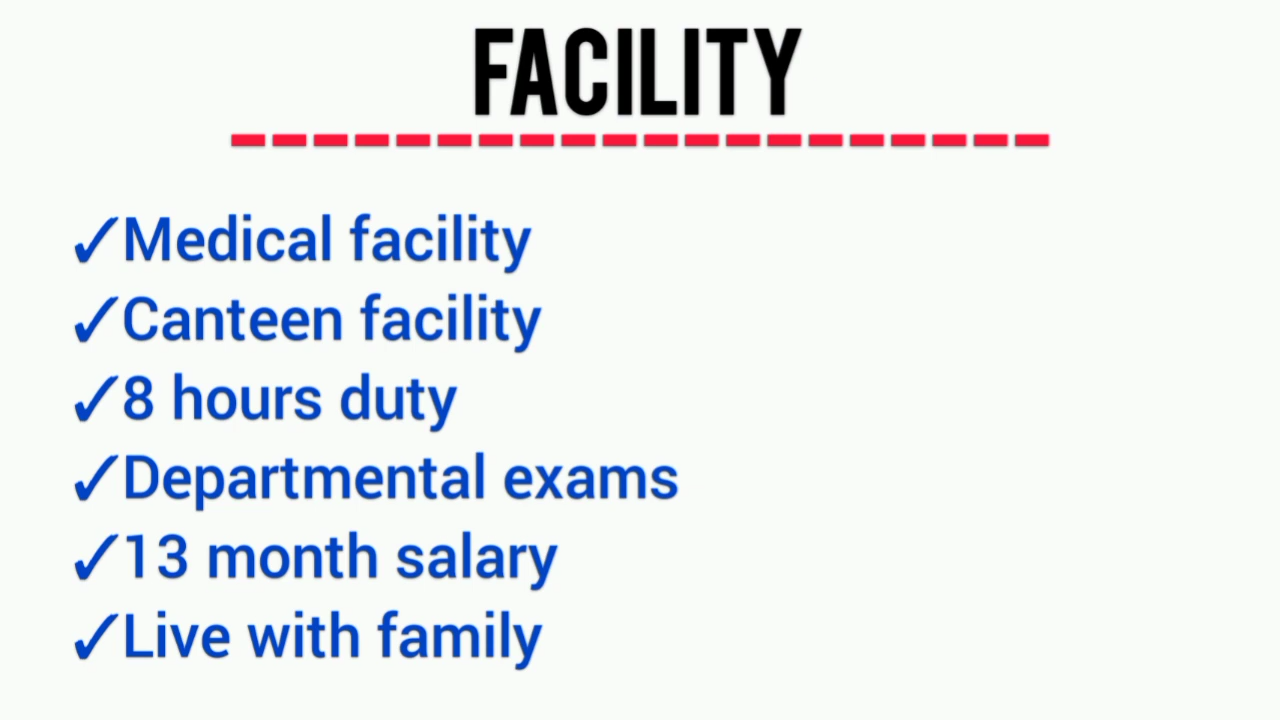 FACILITY
✓Medical facility
✓Canteen facility
✓8 hours duty
✓Departmental exams
✓13 month salary
✓Live with family